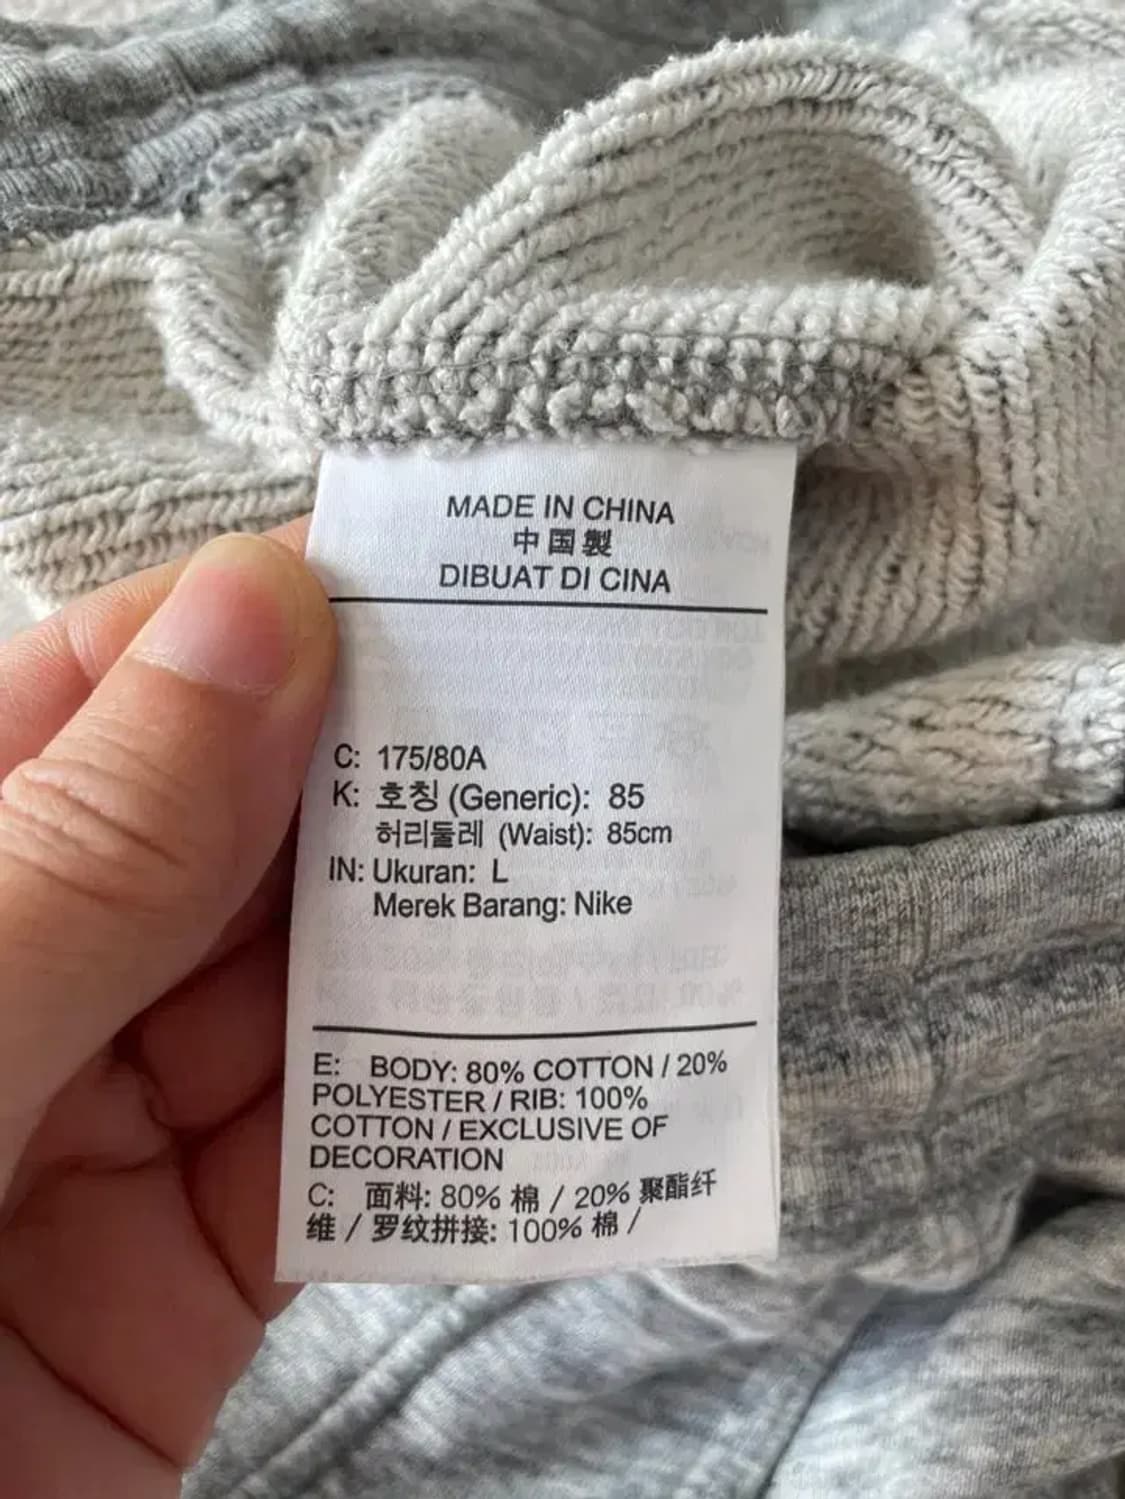 MADE IN CHINA
中国製
DIBUAT DI CINA
C: 175/80A
K: 호칭 (Generic): 85
허리둘레 (Waist): 85cm
IN: Ukuran: L
Merek Barang: Nike
E: BODY: 80% COTTON / 20%
POLYESTER / RIB: 100%
COTTON / EXCLUSIVE OF
DECORATION
C: 面料: 80% 棉 / 20% 聚酯纤
维 / 罗纹拼接: 100% 棉 /